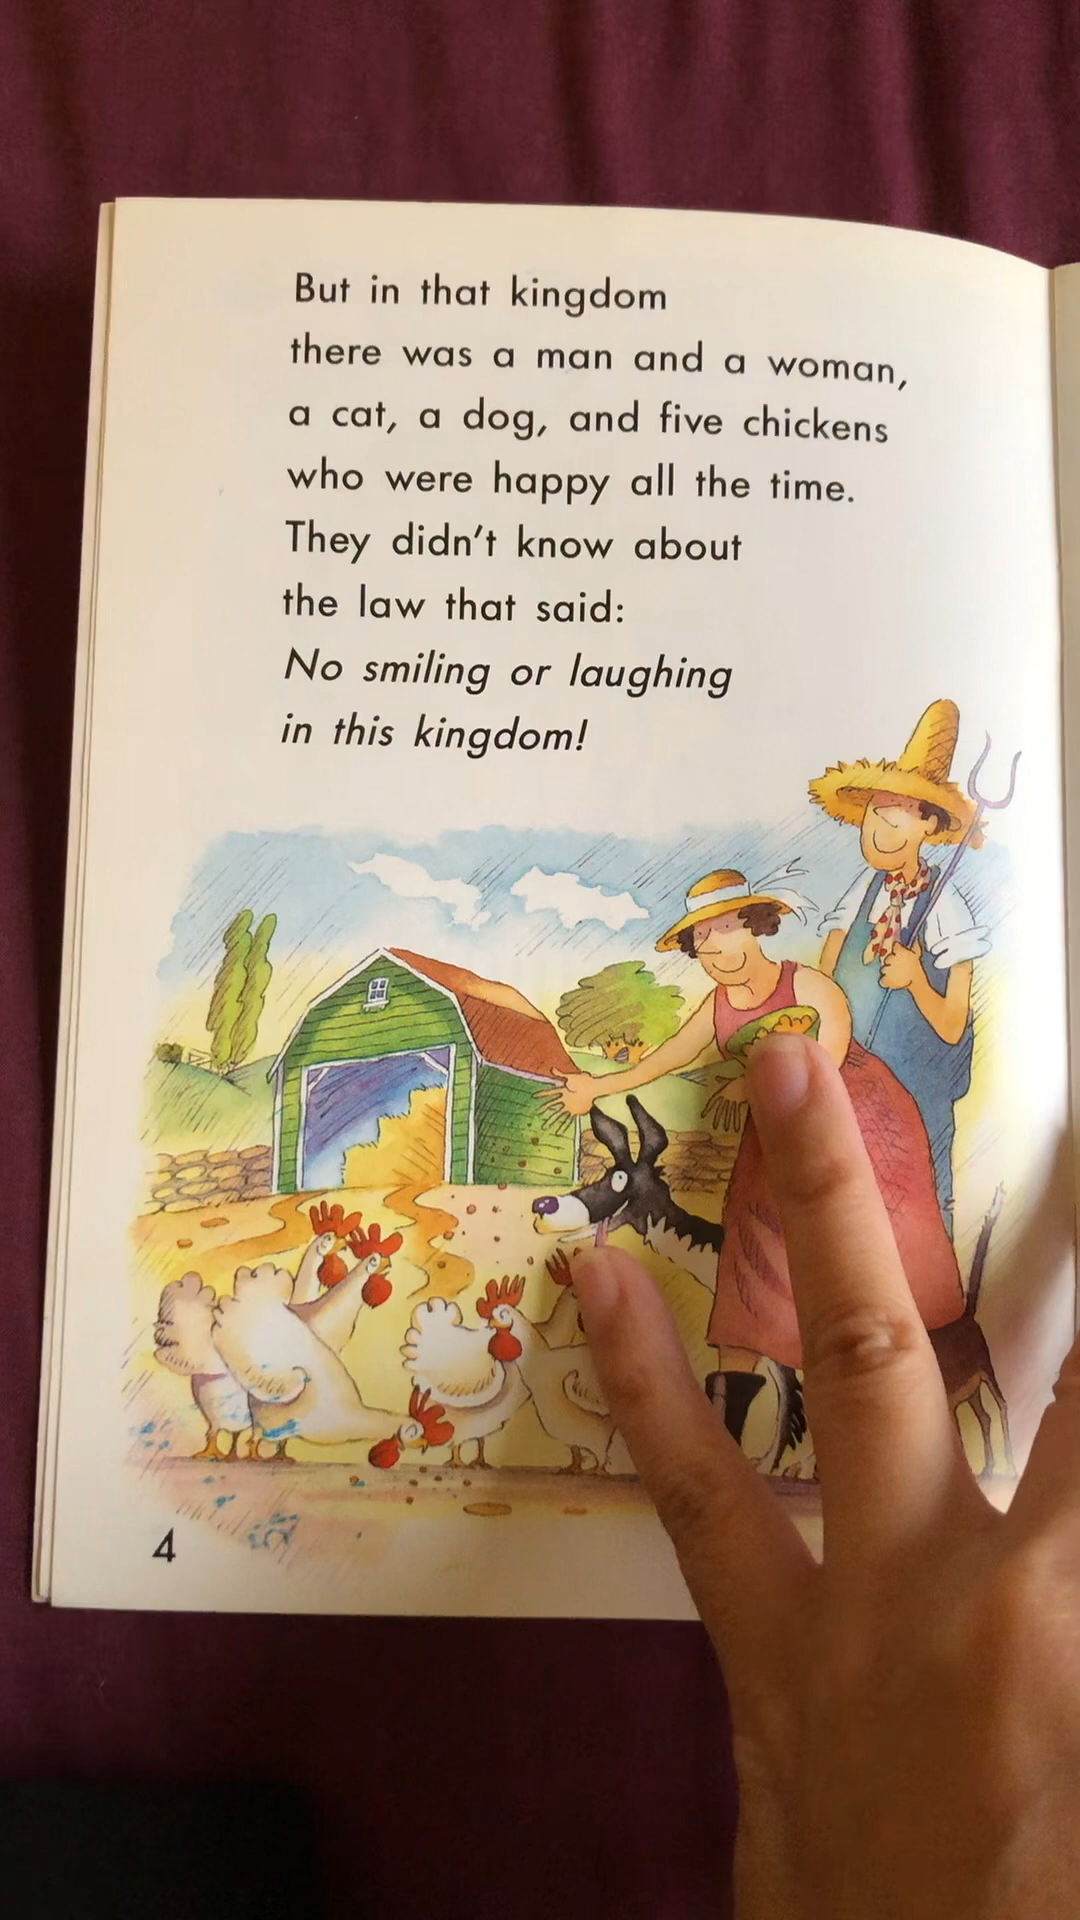 But in that kingdom
there was a man and a woman,
a cat, a dog, and five chickens
who were happy all the time.
They didn't know about
the law that said:
No smiling or laughing
in this kingdom!
4